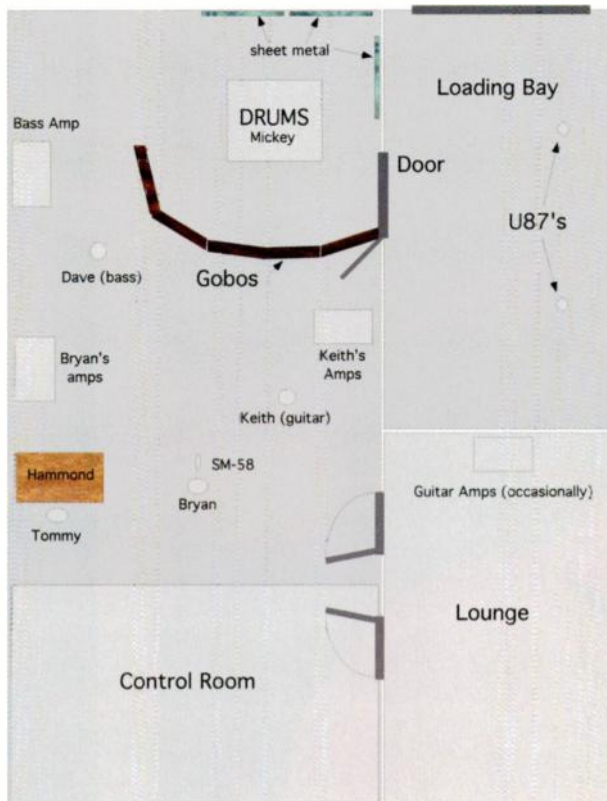 sheet metal
Loading Bay
DRUMS
Mickey
Bass Amp
Door
U87's
Dave (bass)
Gobos
Bryan's
amps
Keith's
Amps
Keith (guitar)
Hammond
SM-58
Bryan
Guitar Amps (occasionally)
Tommy
Lounge
Control Room